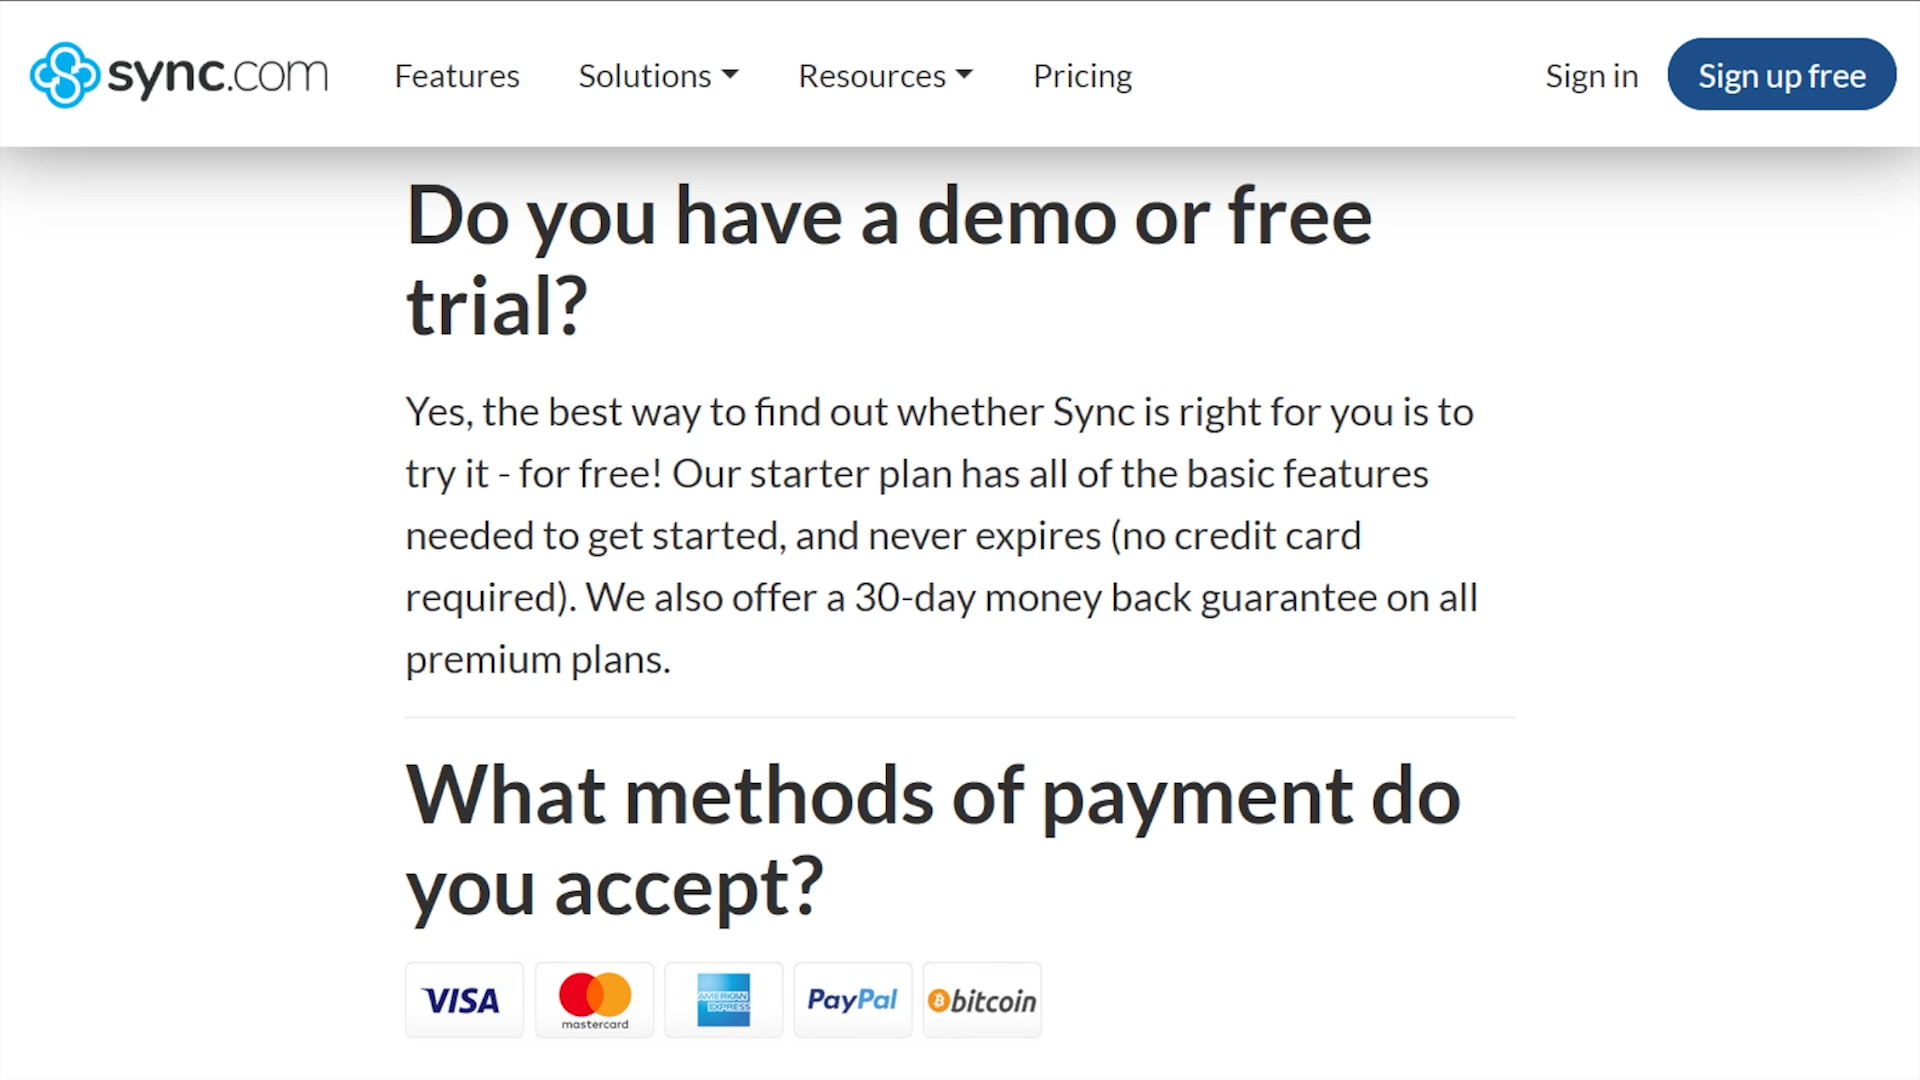 sync.com Features Solutions Resources Pricing Sign in Sign up free
Do you have a demo or free
trial?
Yes, the best way to find out whether Sync is right for you is to
try it - for free! Our starter plan has all of the basic features
needed to get started, and never expires (no credit card
required). We also offer a 30-day money back guarantee on all
premium plans.
What methods of payment do
you accept?
VISA mastercard AMERICAN EXPRESS PayPal bitcoin